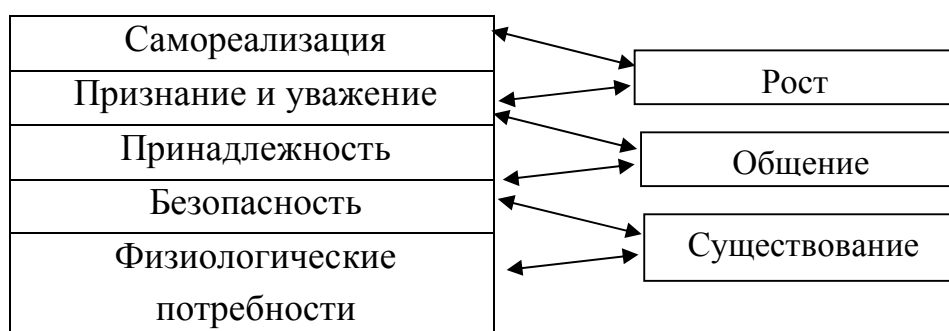 Самореализация
Признание и уважение
Принадлежность
Безопасность
Физиологические
потребности
Рост
Общение
Существование